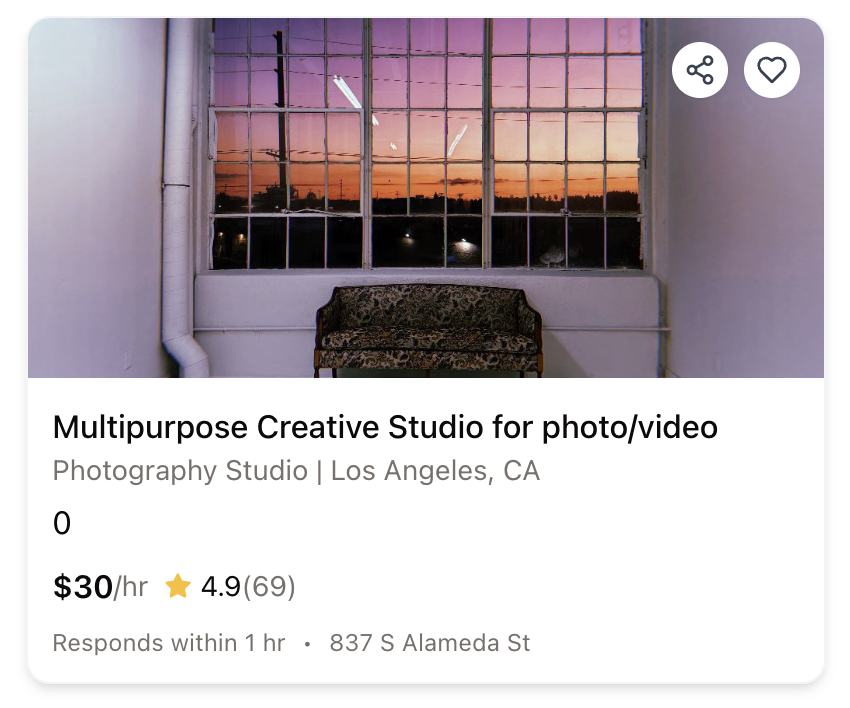 Multipurpose Creative Studio for photo/video
Photography Studio | Los Angeles, CA
0
$30/hr 4.9(69)
Responds within 1 hr • 837 S Alameda St